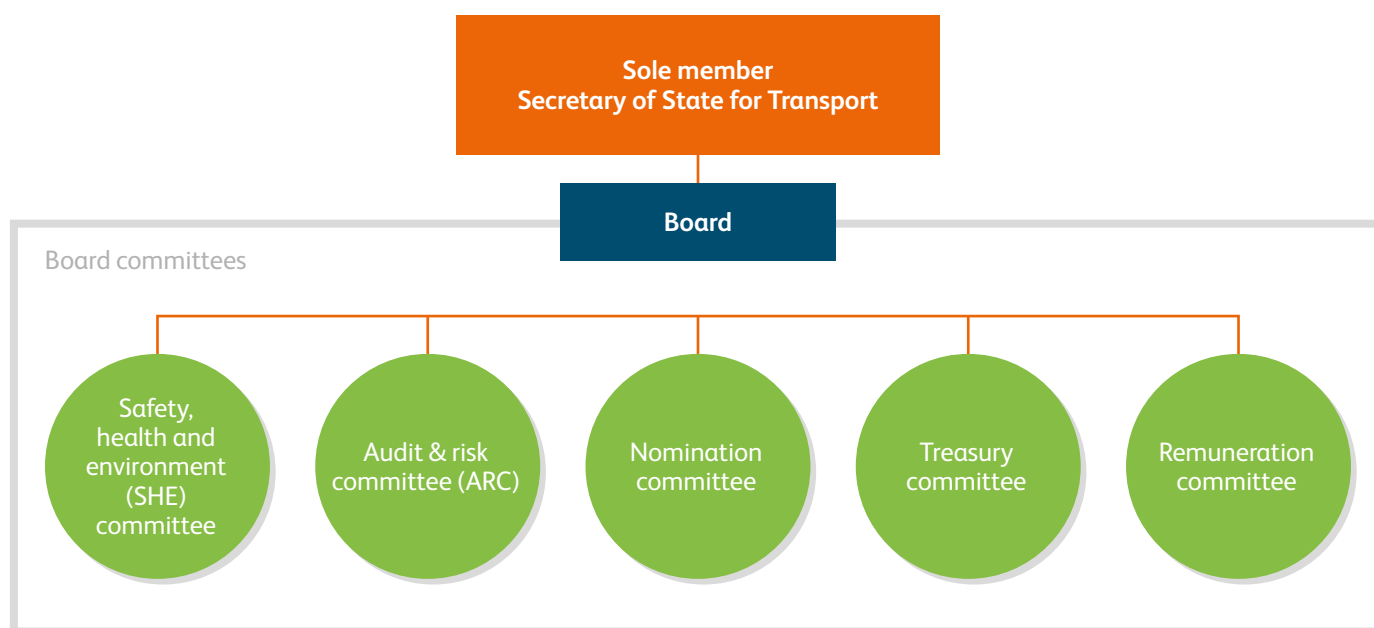 Sole member
Secretary of State for Transport
Board
Board committees
Safety,
health and
environment
(SHE)
committee
Audit & risk
committee (ARC)
Nomination
committee
Treasury
committee
Remuneration
committee